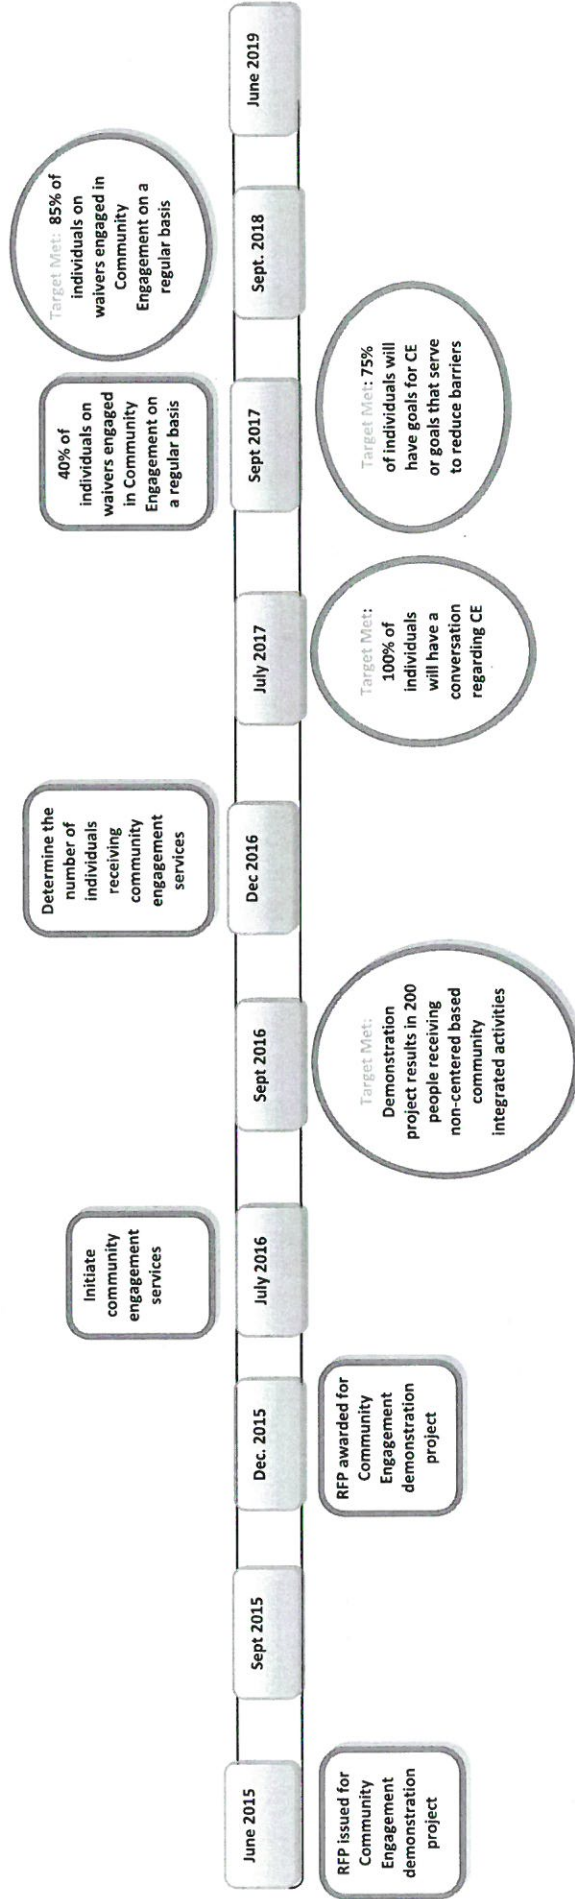 RFP issued for
Community
Engagement
demonstration
project
June 2015
Sept 2015
RFP awarded for
Community
Engagement
demonstration
project
Dec. 2015
Initiate
community
engagement
services
July 2016
Sept 2016
Target Met:
Demonstration
project results in 200
people receiving
non-centered based
community
integrated activities
Determine the
number of
individuals
receiving
community
engagement
services
Dec 2016
July 2017
Target Met:
100% of
individuals
will have a
conversation
regarding CE
40% of
individuals on
waivers engaged
in Community
Engagement on
a regular basis
Sept 2017
Target Met: 75%
of individuals will
have goals for CE
or goals that serve
to reduce barriers
Target Met: 85% of
individuals on
waivers engaged in
Community
Engagement on a
regular basis
Sept. 2018
June 2019